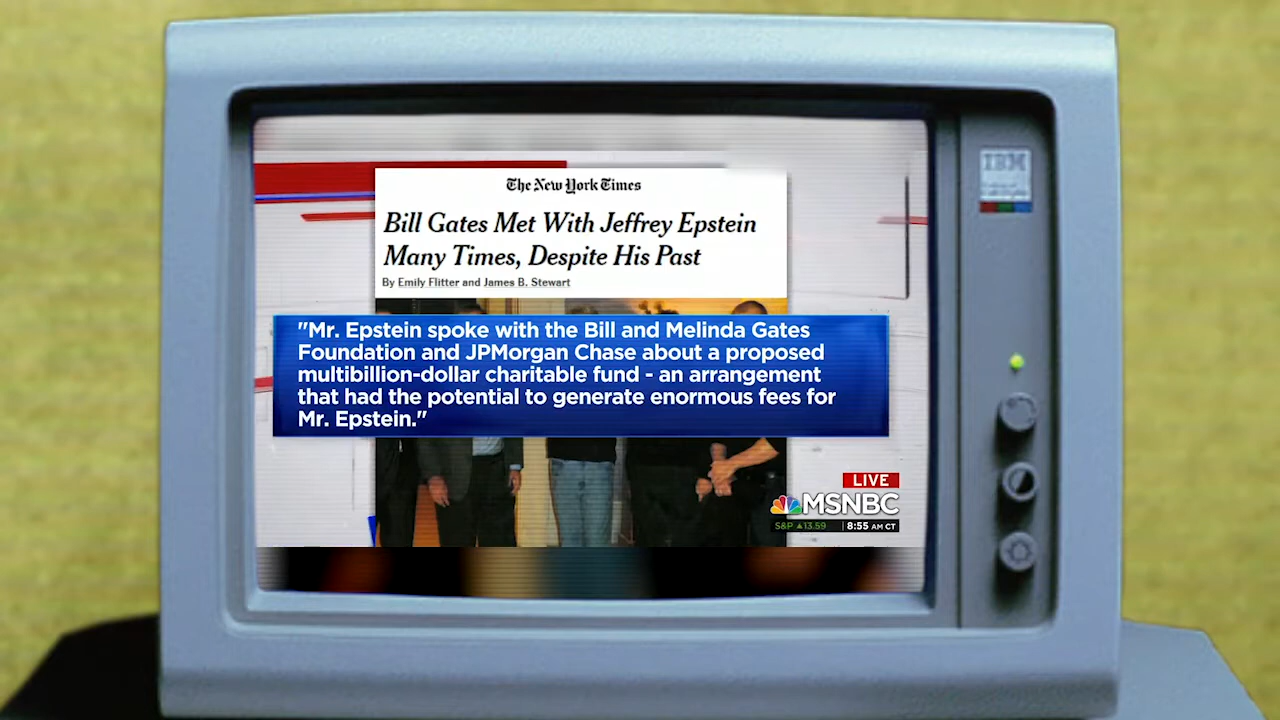 The New York Times
Bill Gates Met With Jeffrey Epstein
Many Times, Despite His Past
By Emily Flitter and James B. Stewart
"Mr. Epstein spoke with the Bill and Melinda Gates
Foundation and JPMorgan Chase about a proposed
multibillion-dollar charitable fund - an arrangement
that had the potential to generate enormous fees for
Mr. Epstein."
LIVE
MSNBC
S&P ▲13.59 8:55 AM CT
IBM